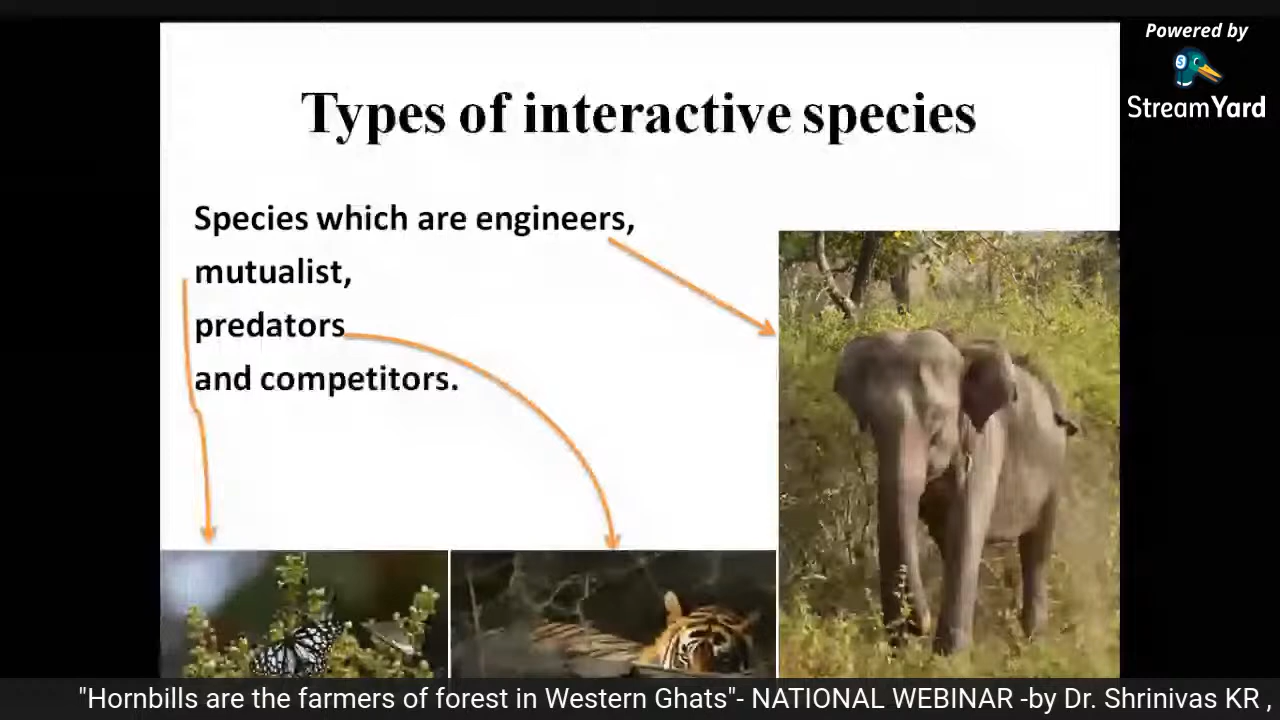 Powered by
StreamYard
Types of interactive species
Species which are engineers,
mutualist,
predators
and competitors.
"Hornbills are the farmers of forest in Western Ghats"- NATIONAL WEBINAR -by Dr. Shrinivas KR ,